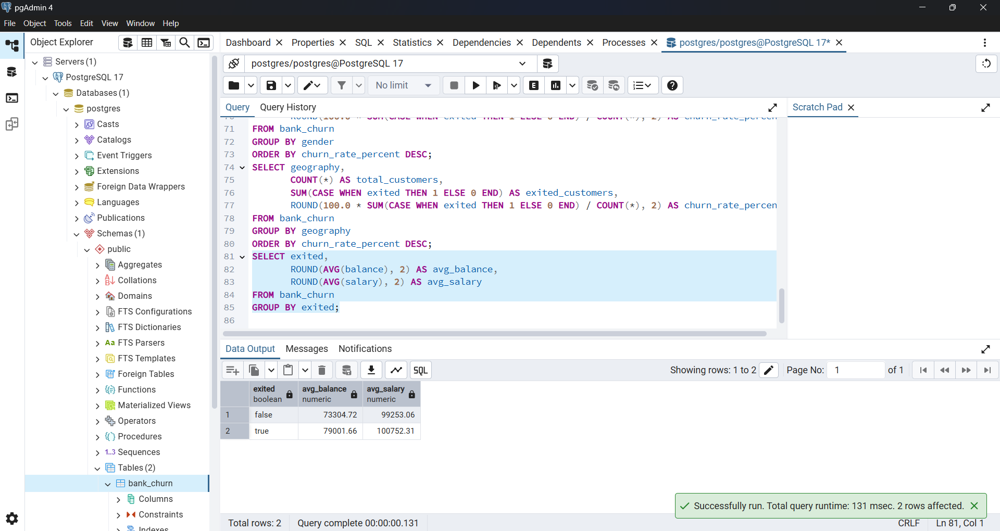 pgAdmin 4
File Object Tools Edit View Window Help
Object Explorer
Dashboard Properties SQL Statistics Dependencies Dependents Processes postgres/postgres@PostgreSQL 17*
Servers (1)
PostgreSQL 17
Databases (1)
postgres
Casts
Catalogs
Event Triggers
Extensions
Foreign Data Wrappers
Languages
Publications
Schemas (1)
public
Aggregates
Collations
Domains
FTS Configurations
FTS Dictionaries
FTS Parsers
FTS Templates
Foreign Tables
Functions
Materialized Views
Operators
Procedures
1..3 Sequences
Tables (2)
bank_churn
Columns
Constraints
Indexes
postgres/postgres@PostgreSQL 17
No limit
Query Query History
Scratch Pad
71 FROM bank_churn
72 GROUP BY gender
73 ORDER BY churn_rate_percent DESC;
74 SELECT geography,
75 COUNT(*) AS total_customers,
76 SUM(CASE WHEN exited THEN 1 ELSE 0 END) AS exited_customers,
77 ROUND(100.0 * SUM(CASE WHEN exited THEN 1 ELSE 0 END) / COUNT(*), 2) AS churn_rate_percen
78 FROM bank_churn
79 GROUP BY geography
80 ORDER BY churn_rate_percent DESC;
81 SELECT exited,
82 ROUND(AVG(balance), 2) AS avg_balance,
83 ROUND(AVG(salary), 2) AS avg_salary
84 FROM bank_churn
85 GROUP BY exited;
86
Data Output Messages Notifications
SQL
Showing rows: 1 to 2 Page No: 1 of 1
exited avg_balance avg_salary
boolean numeric numeric
1 false 73304.72 99253.06
2 true 79001.66 100752.31
Successfully run. Total query runtime: 131 msec. 2 rows affected.
Total rows: 2 Query complete 00:00:00.131 CRLF Ln 81, Col 1